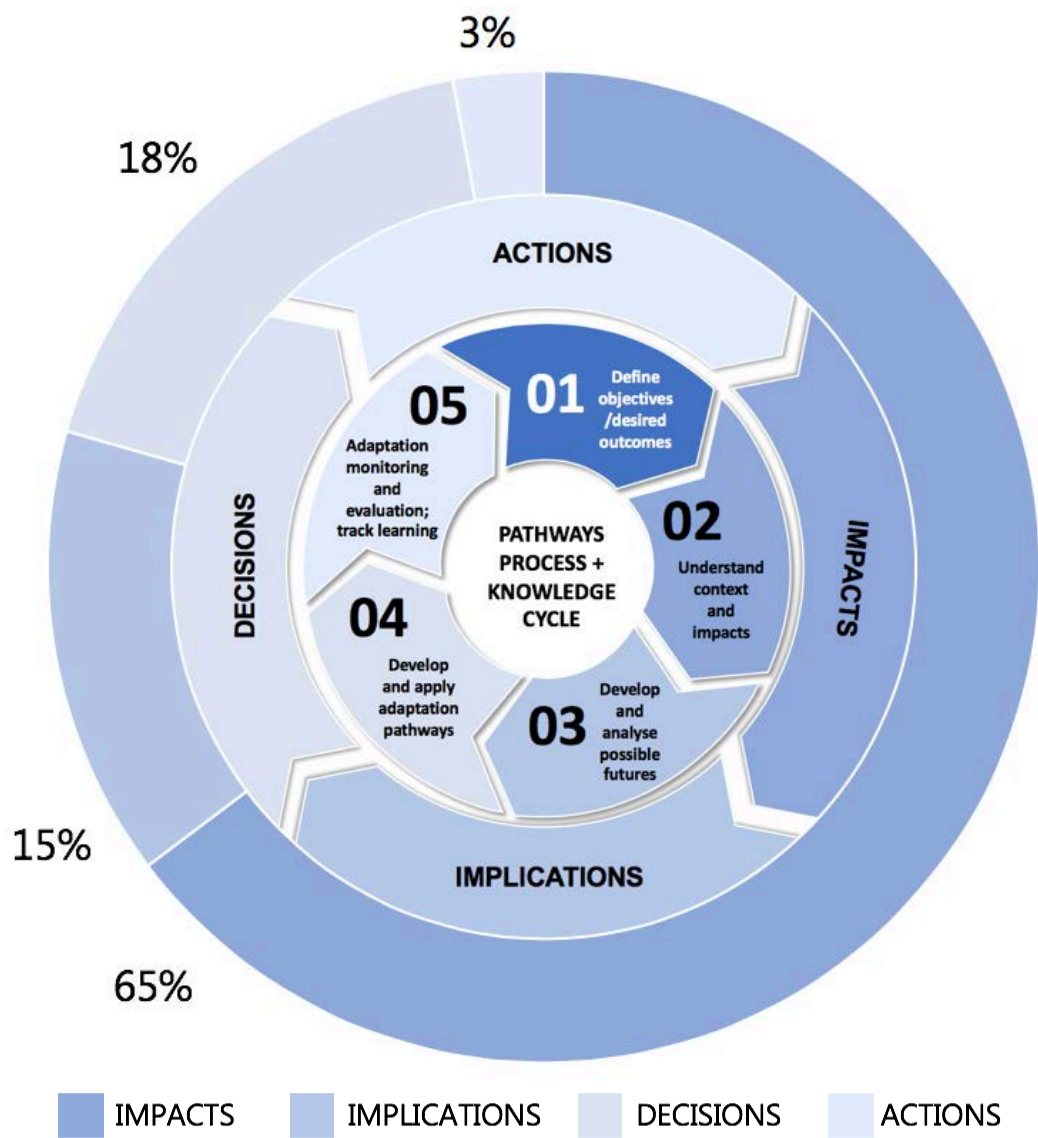 3%
18%
ACTIONS
01
Define
objectives
/desired
outcomes
05
Adaptation
monitoring
and
evaluation;
track learning
02
Understand
context
and
impacts
IMPACTS
DECISIONS
PATHWAYS
PROCESS +
KNOWLEDGE
CYCLE
04
Develop
and apply
adaptation
pathways
03
Develop
and
analyse
possible
futures
15%
IMPLICATIONS
65%
IMPACTS
IMPLICATIONS
DECISIONS
ACTIONS